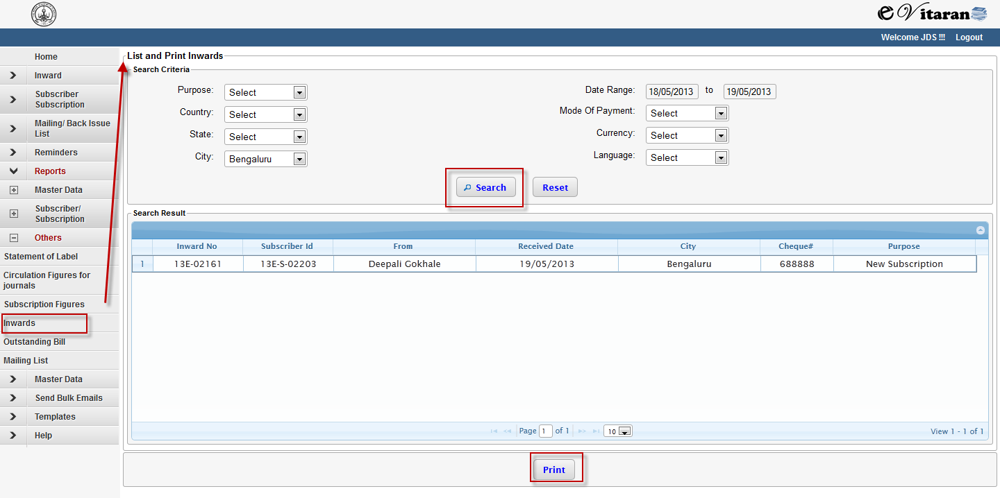 e Vitaran
Welcome JDS !!! Logout
Home
Inward
Subscriber
Subscription
Mailing/ Back Issue
List
Reminders
Reports
Master Data
Subscriber/
Subscription
Others
Statement of Label
Circulation Figures for
journals
Subscription Figures
Inwards
Outstanding Bill
Mailing List
Master Data
Send Bulk Emails
Templates
Help
List and Print Inwards
Search Criteria
Purpose: Select Date Range: 18/05/2013 to 19/05/2013
Country: Select Mode Of Payment: Select
State: Select Currency: Select
City: Bengaluru Language: Select
Search Reset
Search Result
Inward No Subscriber Id From Received Date City Cheque# Purpose
1 13E-02161 13E-S-02203 Deepali Gokhale 19/05/2013 Bengaluru 688888 New Subscription
Page 1 of 1 10 View 1 - 1 of 1
Print